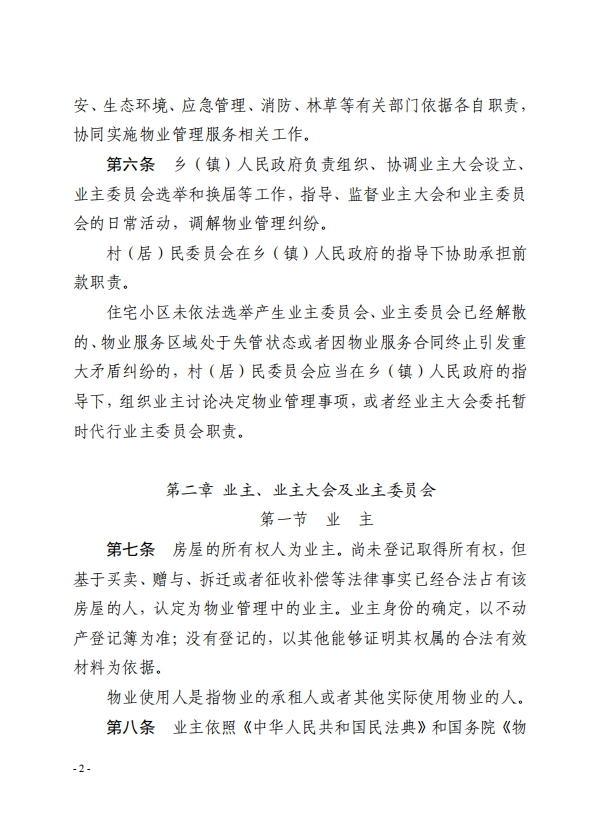 安、生态环境、应急管理、消防、林草等有关部门依据各自职责，
协同实施物业管理服务相关工作。
第六条 乡（镇）人民政府负责组织、协调业主大会设立、
业主委员会选举和换届等工作，指导、监督业主大会和业主委员
会的日常活动，调解物业管理纠纷。
村（居）民委员会在乡（镇）人民政府的指导下协助承担前
款职责。
住宅小区未依法选举产生业主委员会、业主委员会已经解散
的、物业服务区域处于失管状态或者因物业服务合同终止引发重
大矛盾纠纷的，村（居）民委员会应当在乡（镇）人民政府的指
导下，组织业主讨论决定物业管理事项，或者经业主大会委托暂
时代行业主委员会职责。
第二章 业主、业主大会及业主委员会
第一节 业 主
第七条 房屋的所有权人为业主。尚未登记取得所有权，但
基于买卖、赠与、拆迁或者征收补偿等法律事实已经合法占有该
房屋的人，认定为物业管理中的业主。业主身份的确定，以不动
产登记簿为准；没有登记的，以其他能够证明其权属的合法有效
材料为依据。
物业使用人是指物业的承租人或者其他实际使用物业的人。
第八条 业主依照《中华人民共和国民法典》和国务院《物
- 2 -